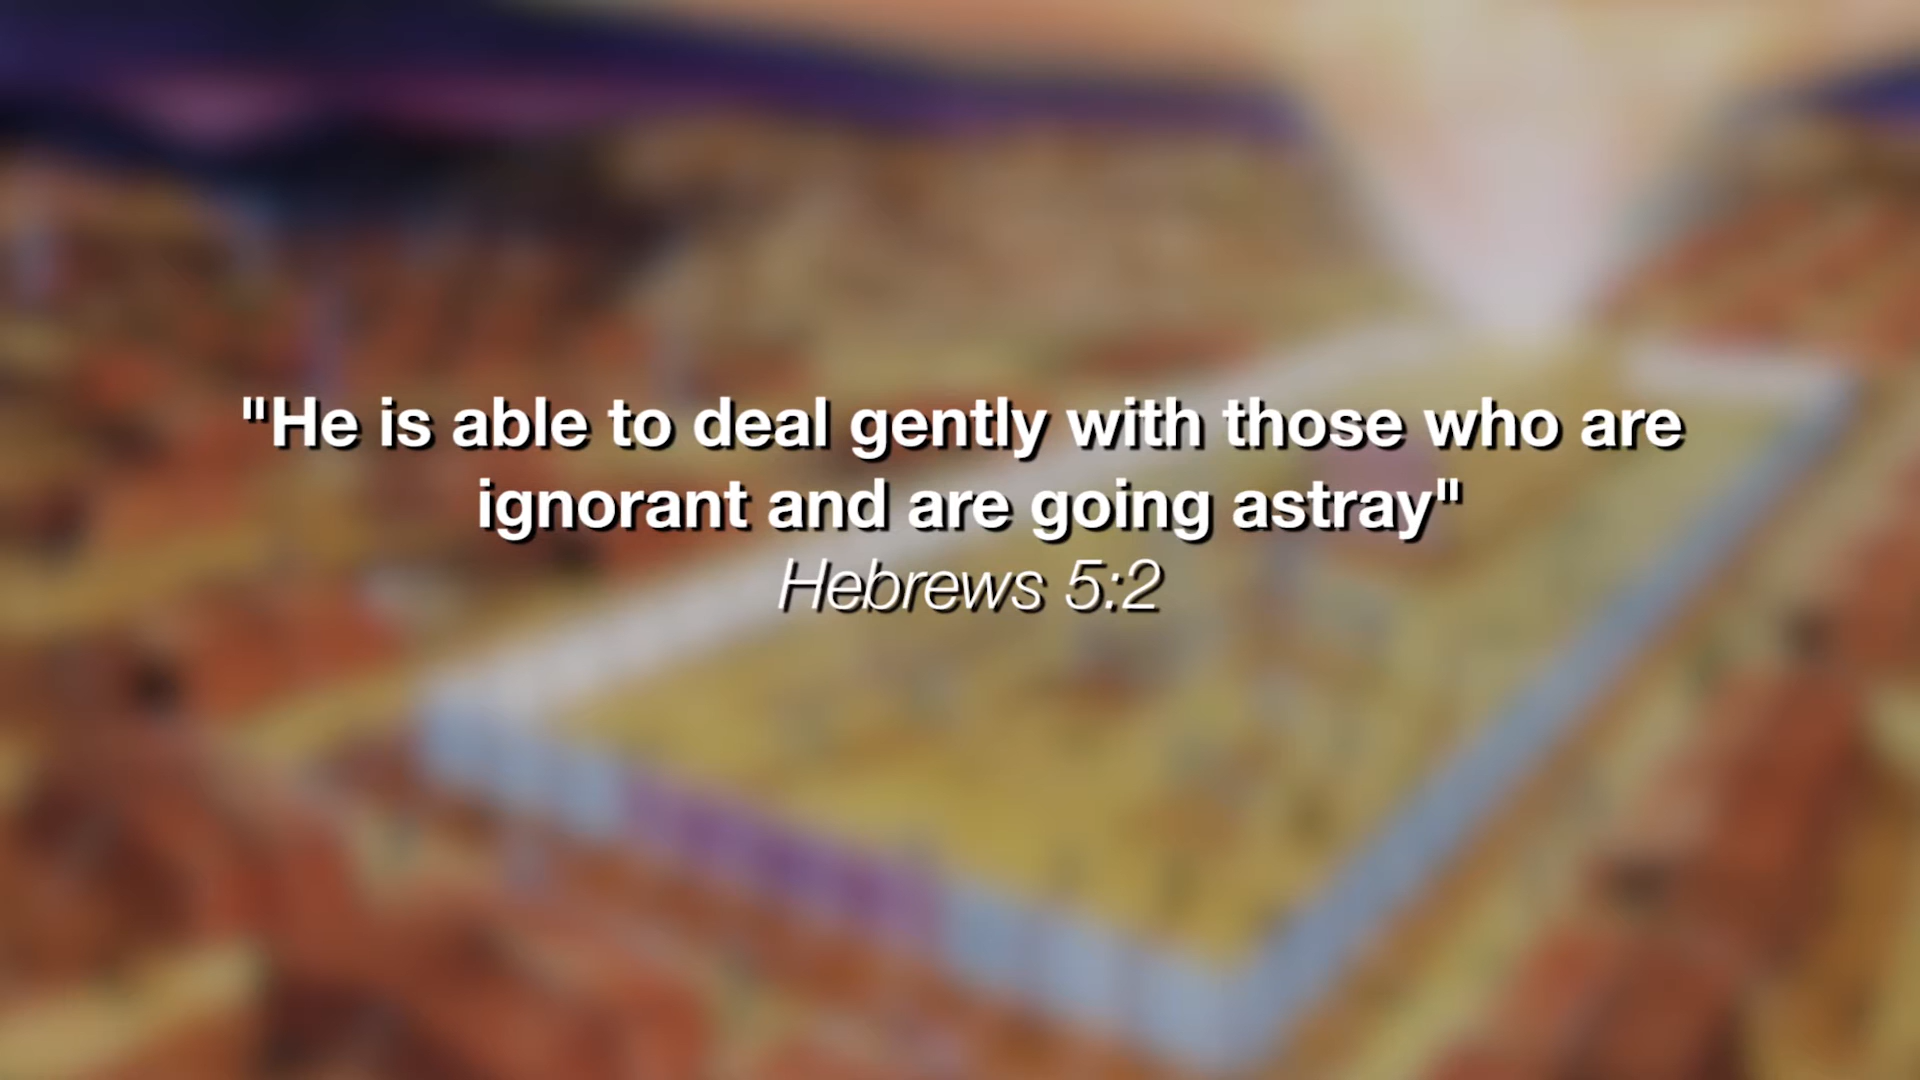 "He is able to deal gently with those who are
ignorant and are going astray"
Hebrews 5:2